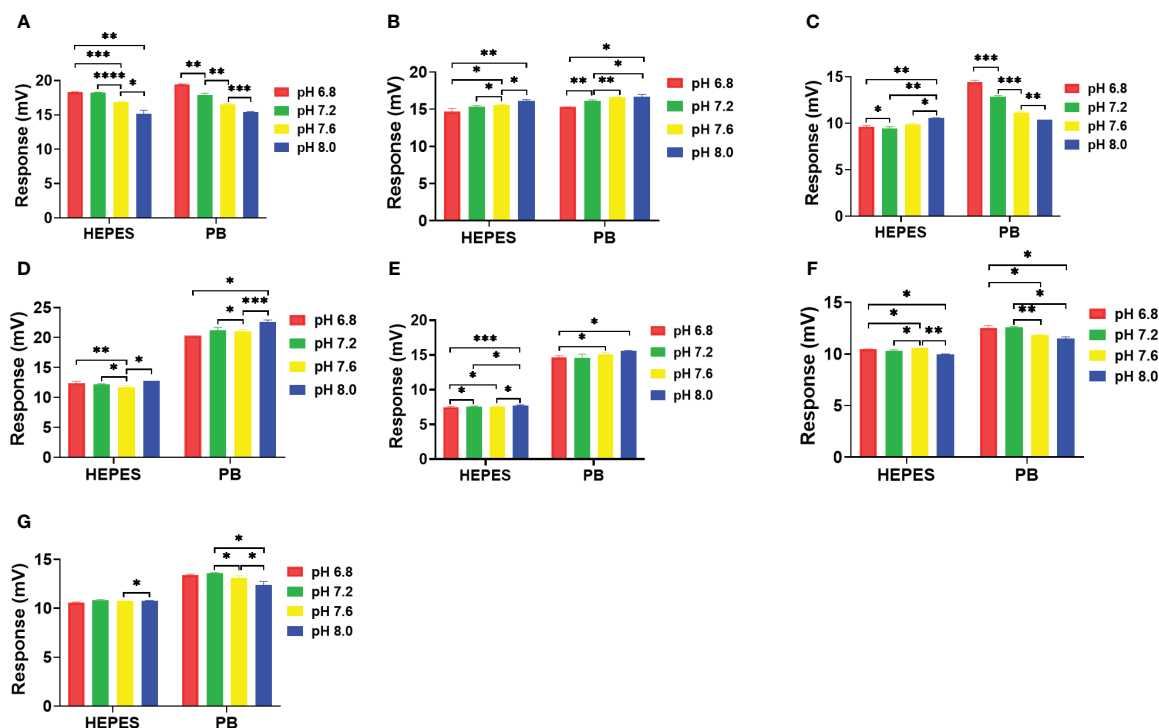 A
Response (mV)
20
15
10
5
0
**
***
**** *
** ** ***
HEPES PB
pH 6.8
pH 7.2
pH 7.6
pH 8.0
B
Response (mV)
20
15
10
5
0
**
* *
* *
*
** ** *
HEPES PB
pH 6.8
pH 7.2
pH 7.6
pH 8.0
C
Response (mV)
15
10
5
0
**
**
* *
***
***
**
HEPES PB
pH 6.8
pH 7.2
pH 7.6
pH 8.0
D
Response (mV)
25
20
15
10
5
0
**
* *
*
* ***
HEPES PB
pH 6.8
pH 7.2
pH 7.6
pH 8.0
E
Response (mV)
20
15
10
5
0
***
*
*
* *
*
*
HEPES PB
pH 6.8
pH 7.2
pH 7.6
pH 8.0
F
Response (mV)
15
10
5
0
*
*
* **
*
*
*
**
HEPES PB
pH 6.8
pH 7.2
pH 7.6
pH 8.0
G
Response (mV)
15
10
5
0
*
*
* *
HEPES PB
pH 6.8
pH 7.2
pH 7.6
pH 8.0